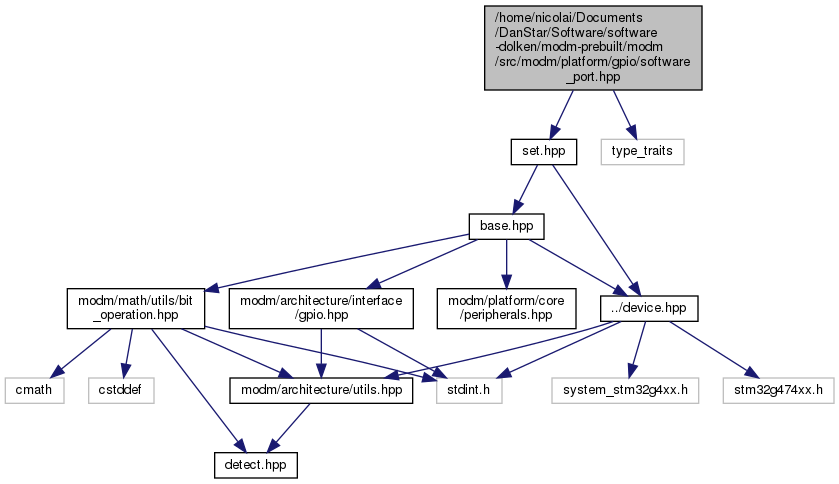 /home/nicolai/Documents
/DanStar/Software/software
-dolken/modm-prebuilt/modm
/src/modm/platform/gpio/software
_port.hpp
set.hpp
type_traits
base.hpp
modm/math/utils/bit
_operation.hpp
modm/architecture/interface
/gpio.hpp
modm/platform/core
/peripherals.hpp
../device.hpp
cmath
cstddef
modm/architecture/utils.hpp
stdint.h
system_stm32g4xx.h
stm32g474xx.h
detect.hpp